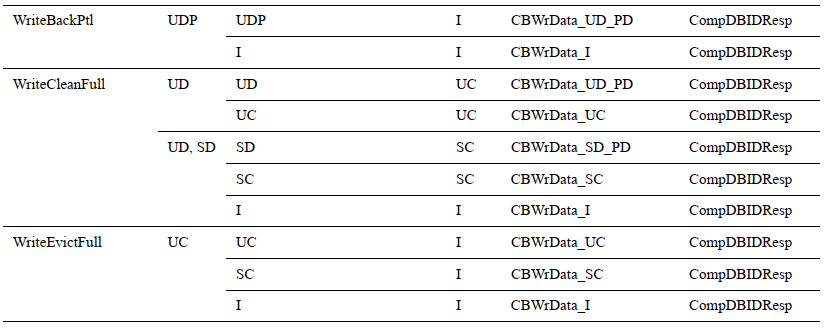 WriteBackPtl UDP UDP I CBWrData_UD_PD CompDBIDResp
I I CBWrData_I CompDBIDResp
WriteCleanFull UD UD UC CBWrData_UD_PD CompDBIDResp
UC UC CBWrData_UC CompDBIDResp
UD, SD SD SC CBWrData_SD_PD CompDBIDResp
SC SC CBWrData_SC CompDBIDResp
I I CBWrData_I CompDBIDResp
WriteEvictFull UC UC I CBWrData_UC CompDBIDResp
SC I CBWrData_SC CompDBIDResp
I I CBWrData_I CompDBIDResp